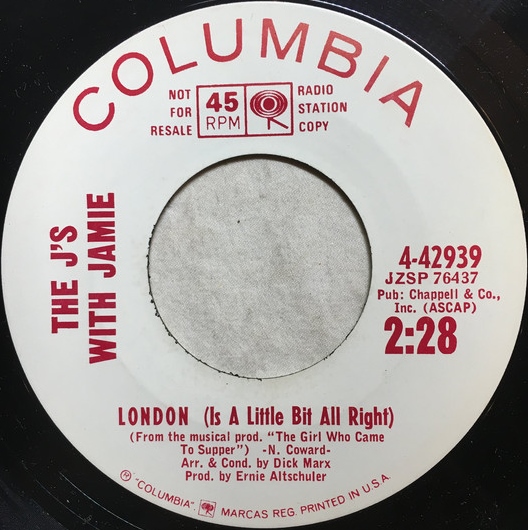 COLUMBIA
NOT
FOR
RESALE
45
RPM
RADIO
STATION
COPY
THE J'S
WITH JAMIE
4-42939
JZSP 76437
Pub: Chappell & Co.,
Inc. (ASCAP)
2:28
LONDON (Is A Little Bit All Right)
(From the musical prod. "The Girl Who Came
To Supper") -N. Coward-
Arr. & Cond. by Dick Marx
Prod. by Ernie Altschuler
Ⓡ "COLUMBIA". MARCAS REG. PRINTED IN U.S.A.